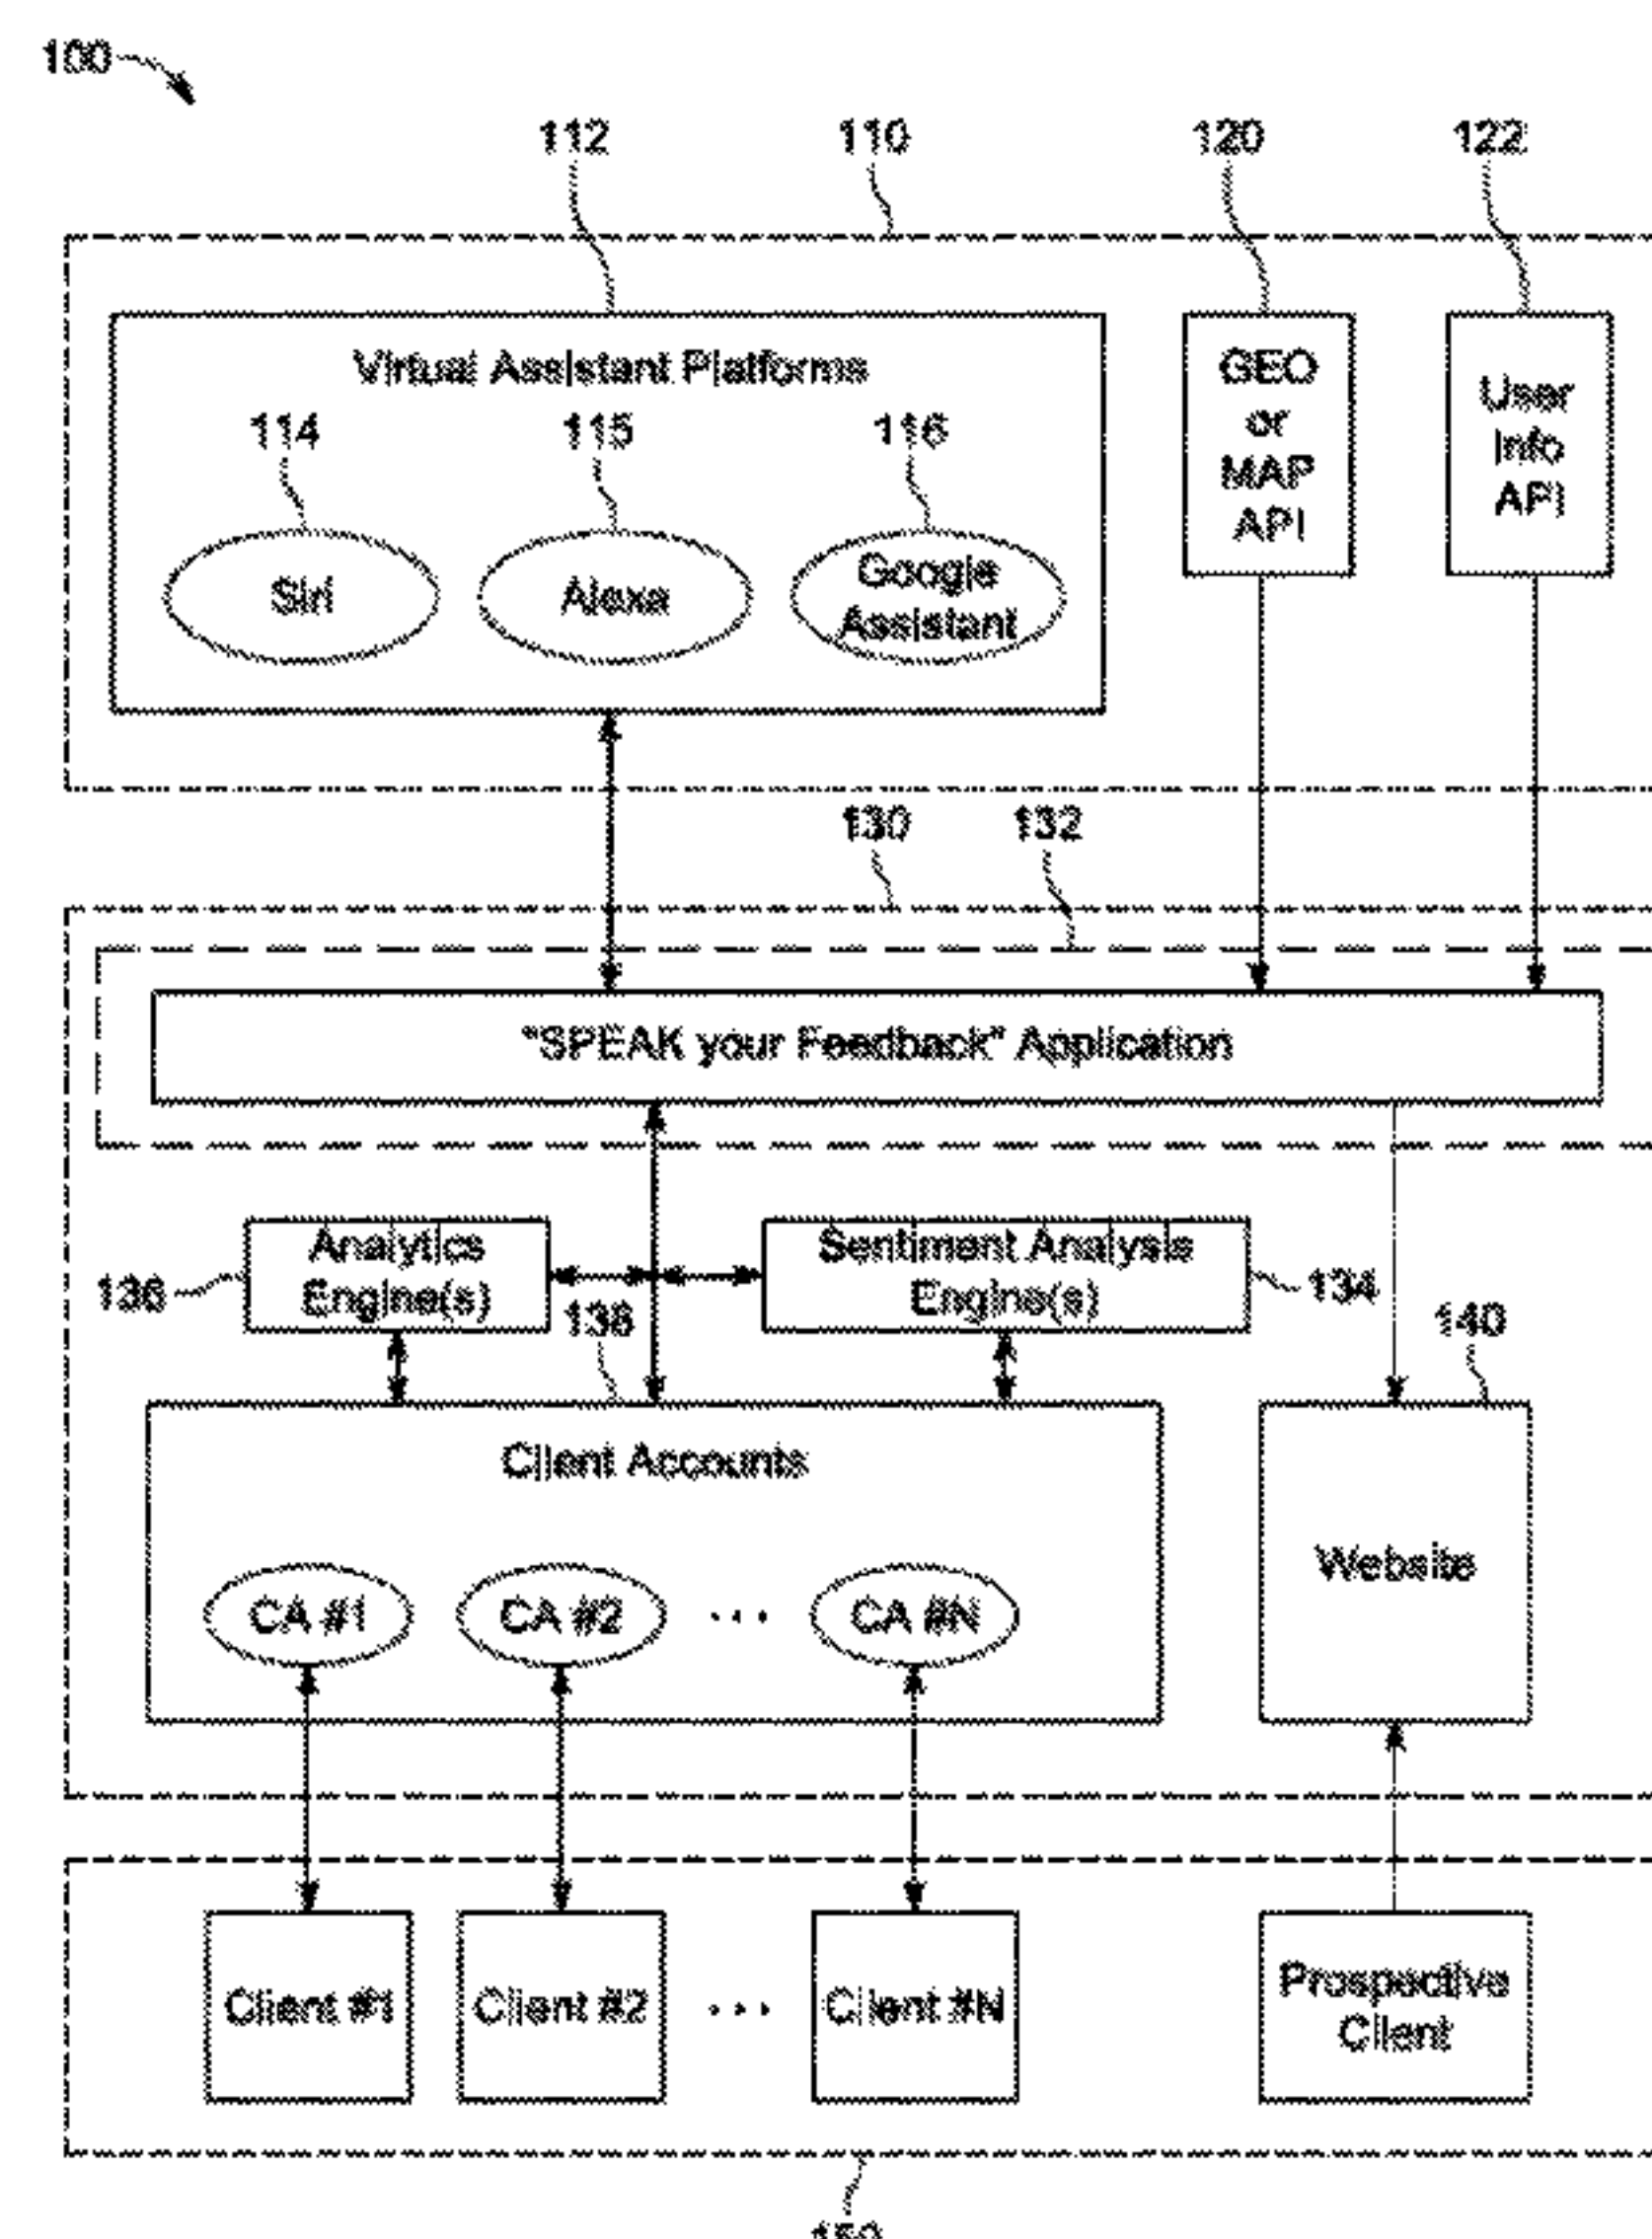 100
112
110
120
122
Virtual Assistant Platforms
114
115
116
Siri
Alexa
Google
Assistant
GEO
or
MAP
API
User
Info
API
130
132
"SPEAK your Feedback" Application
Analytics
Engine(s)
136
Sentiment Analysis
Engine(s)
134
138
140
Client Accounts
CA #1
CA #2
...
CA #N
Website
Client #1
Client #2
...
Client #N
Prospective
Client